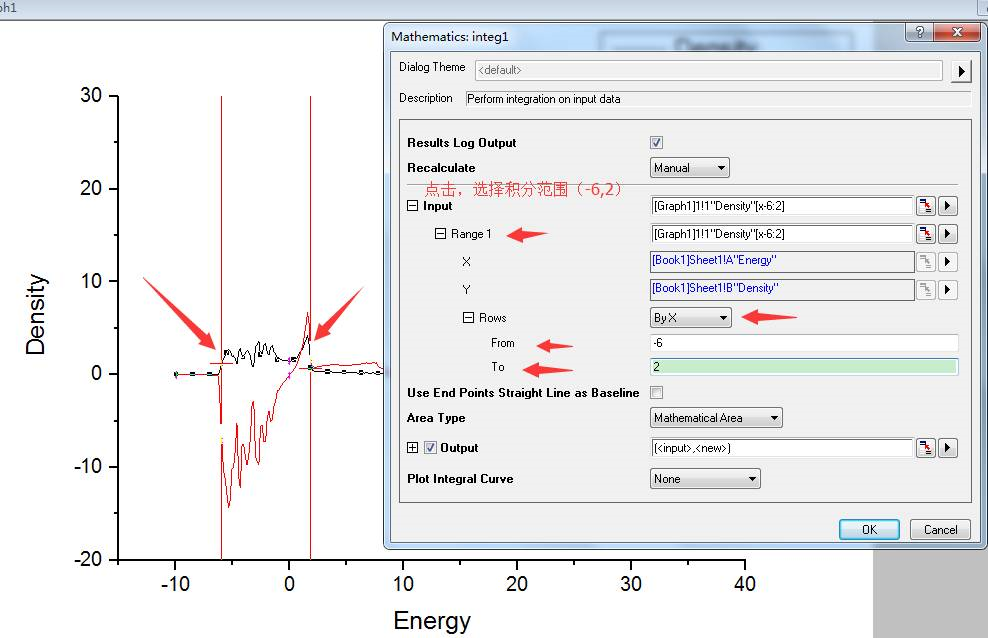 ph1
Mathematics: integ1
Dialog Theme
<default>
Description
Perform integration on input data
Results Log Output
Recalculate
Manual
点击，选择积分范围（-6,2）
Input
[Graph1]1!1"Density"[x-6:2]
Range 1
[Graph1]1!1"Density"[x-6:2]
X
[Book1]Sheet1!A"Energy"
Y
[Book1]Sheet1!B"Density"
Rows
By X
From
-6
To
2
Use End Points Straight Line as Baseline
Area Type
Mathematical Area
Output
(<input>,<new>)
Plot Integral Curve
None
OK
Cancel
Density
30
20
10
0
-10
-20
-10
0
10
20
30
40
Energy